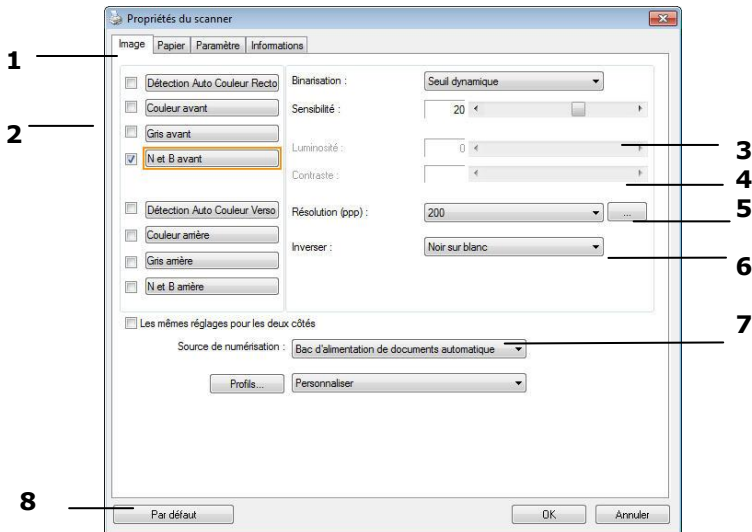 Propriétés du scanner
Image Papier Paramètre Informations
1
Détection Auto Couleur Recto
Binarisation : Seuil dynamique
Couleur avant
Sensibilité : 20
2
Gris avant
N et B avant
Luminosité : 0
3
Contraste :
4
Détection Auto Couleur Verso
Résolution (ppp) : 200 ...
5
Couleur arrière
Inverser : Noir sur blanc
6
Gris arrière
N et B arrière
Les mêmes réglages pour les deux côtés
7
Source de numérisation : Bac d'alimentation de documents automatique
Profils... Personnaliser
8
Par défaut OK Annuler